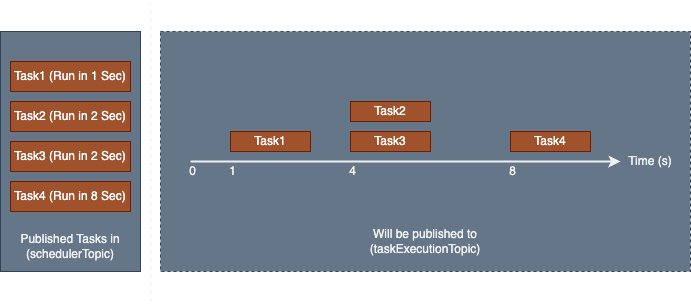 Task1 (Run in 1 Sec)
Task2 (Run in 2 Sec)
Task3 (Run in 2 Sec)
Task4 (Run in 8 Sec)
Published Tasks in
(schedulerTopic)
Task2
Task1
Task3
Task4
Time (s)
0
1
4
8
Will be published to
(taskExecutionTopic)